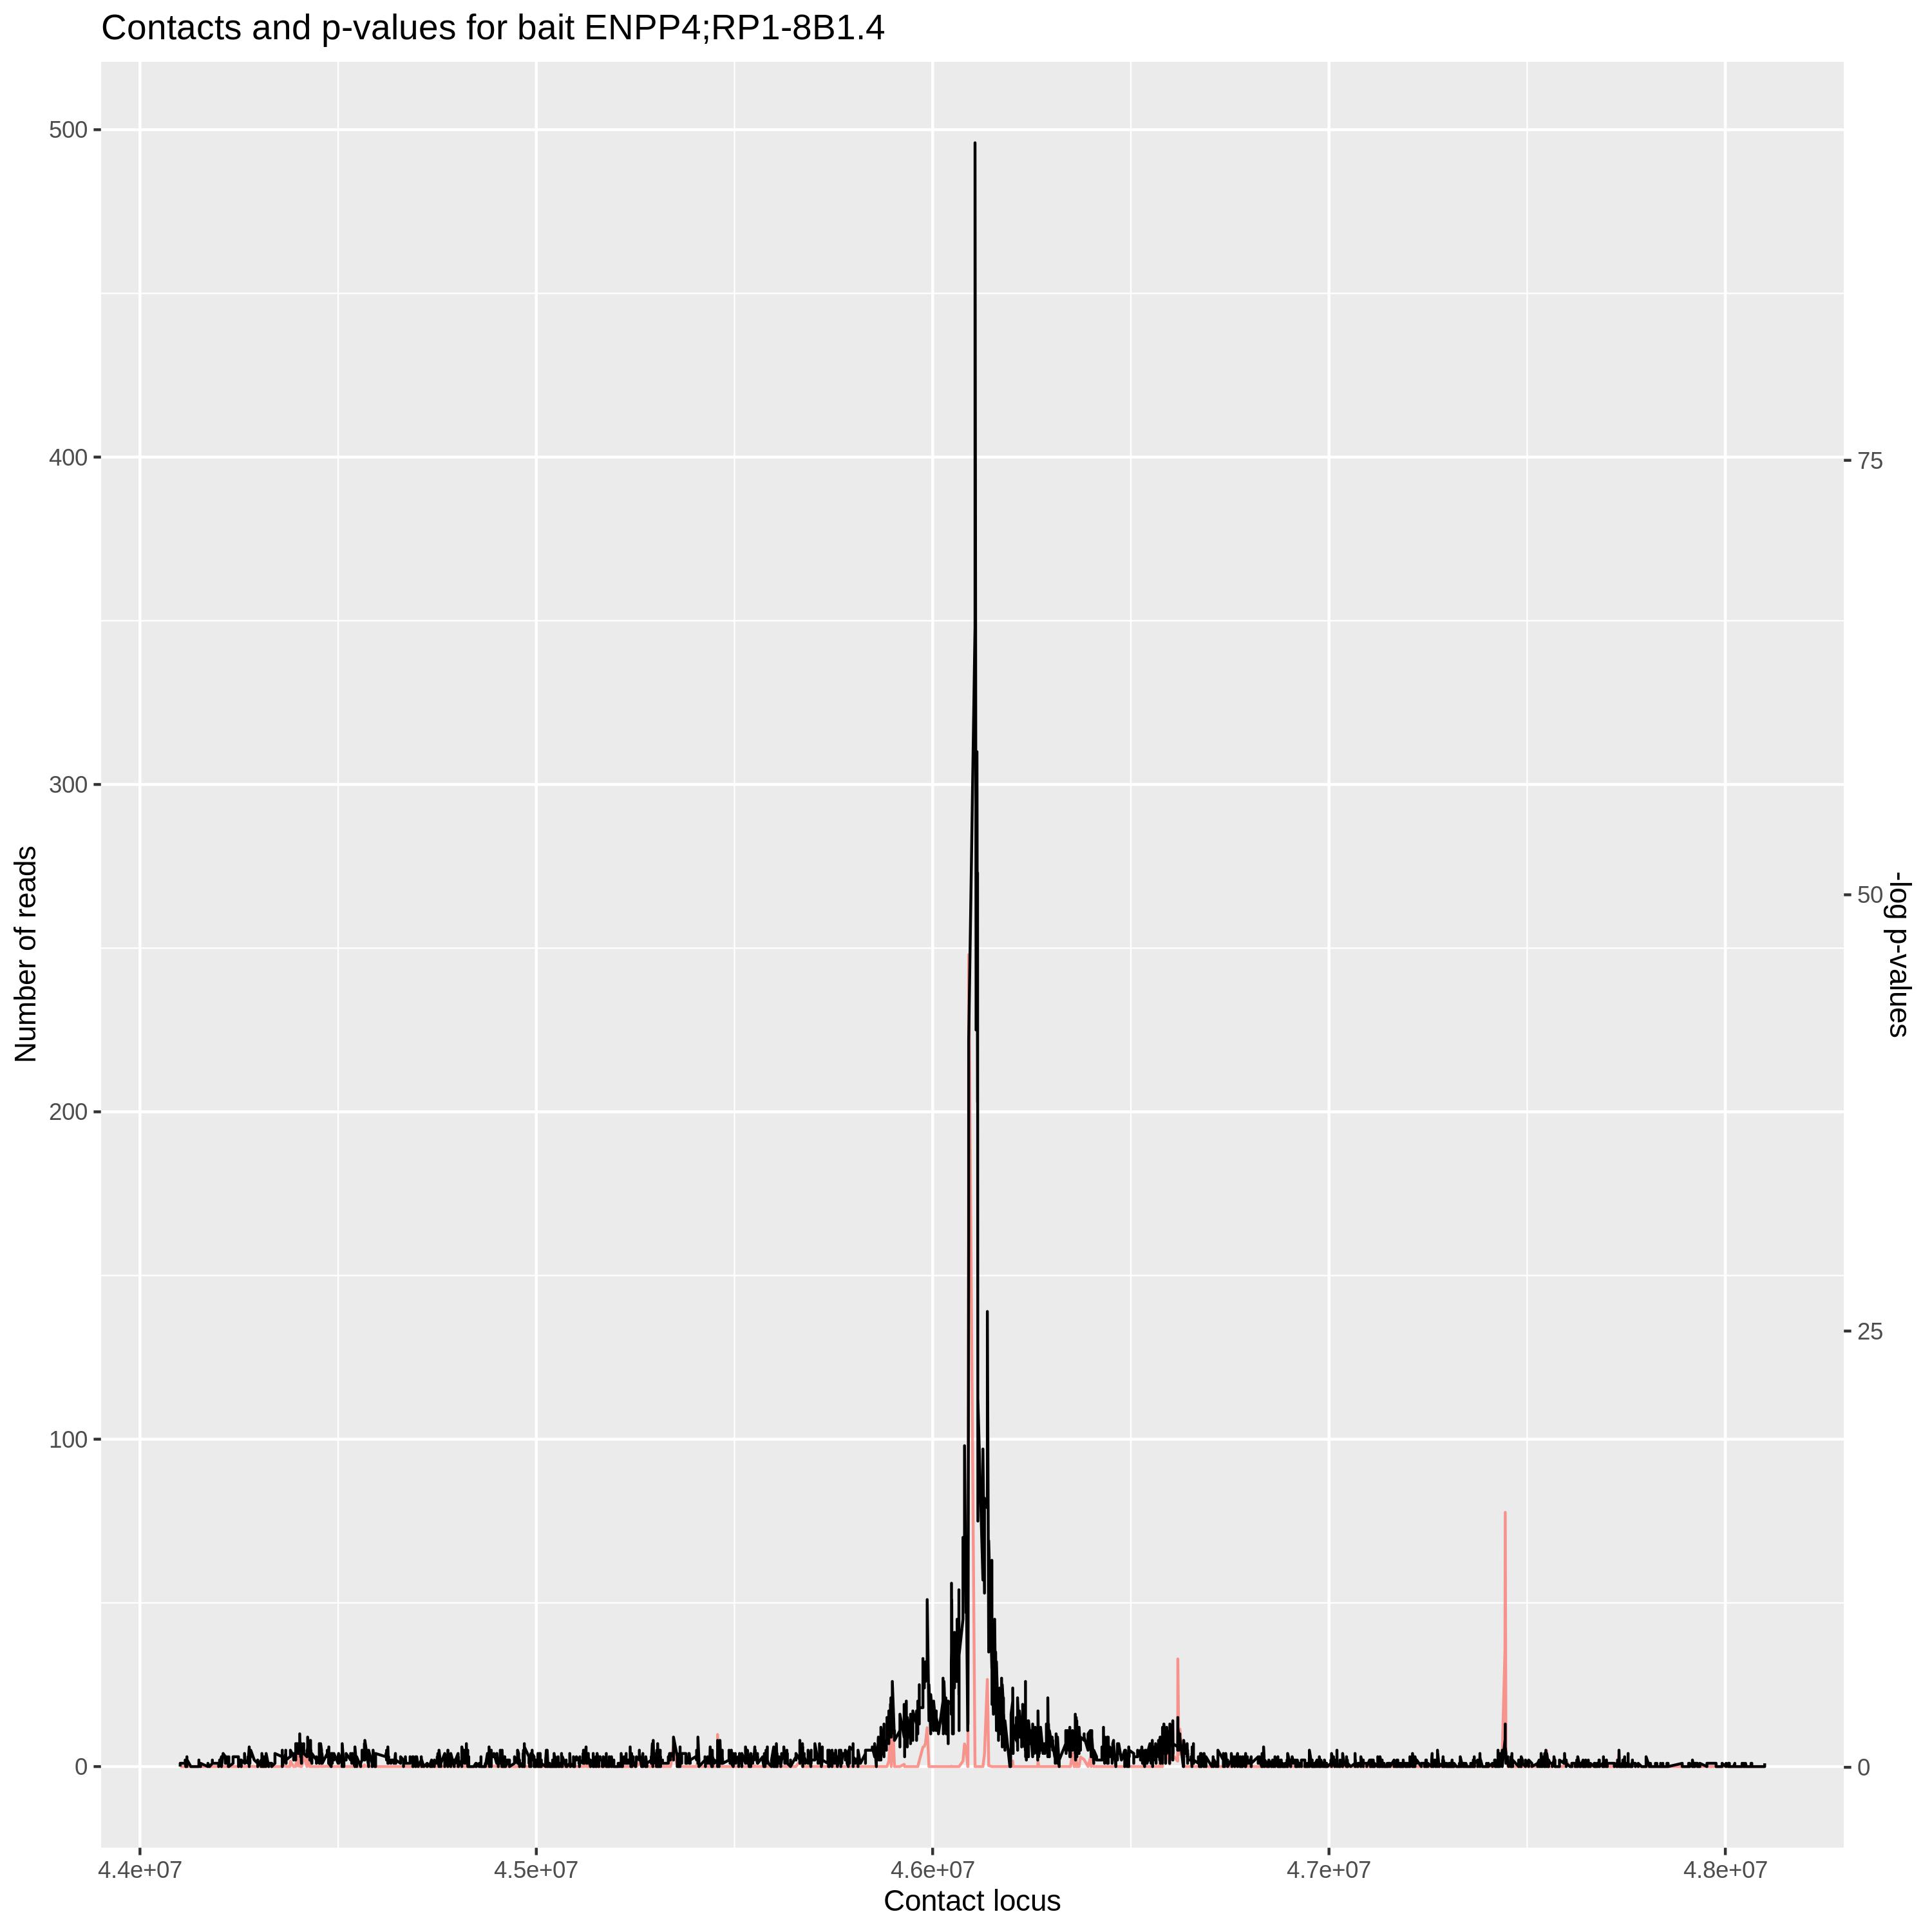 Contacts and p-values for bait ENPP4;RP1-8B1.4
500
400
300
200
100
0
Number of reads
75
50
25
0
-log p-values
4.4e+07 4.5e+07 4.6e+07 4.7e+07 4.8e+07
Contact locus